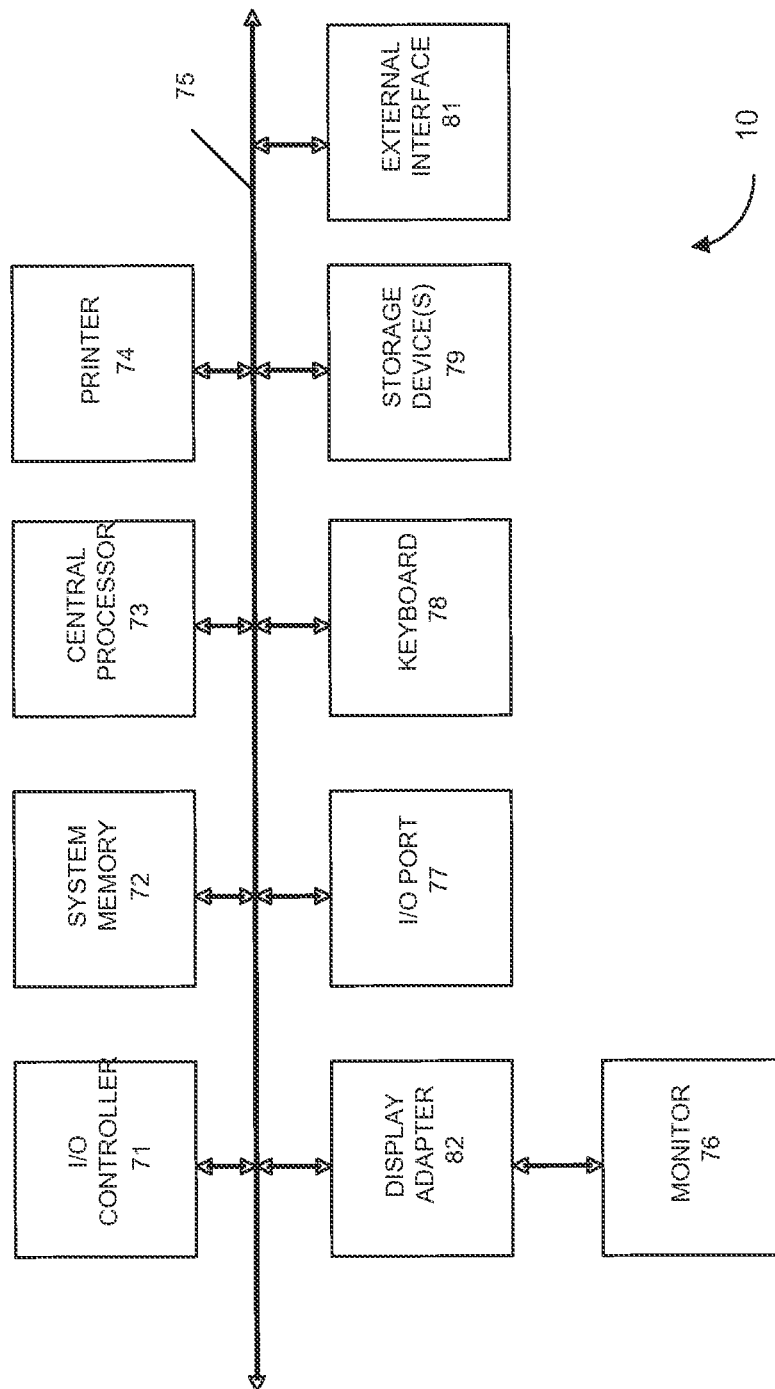 I/O
CONTROLLER
71
SYSTEM
MEMORY
72
CENTRAL
PROCESSOR
73
PRINTER
74
75
DISPLAY
ADAPTER
82
I/O PORT
77
KEYBOARD
78
STORAGE
DEVICE(S)
79
EXTERNAL
INTERFACE
81
MONITOR
76
10